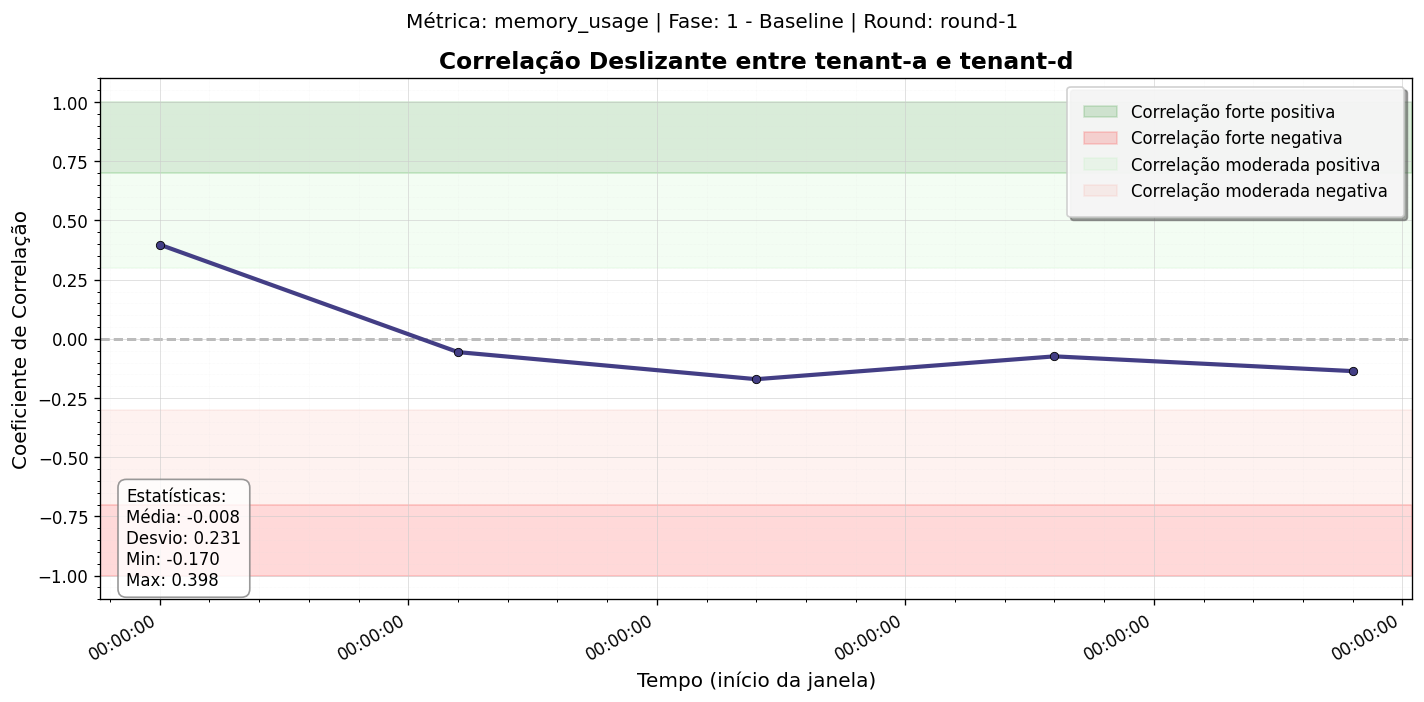 Métrica: memory_usage | Fase: 1 - Baseline | Round: round-1
Correlação Deslizante entre tenant-a e tenant-d
Correlação forte positiva
Correlação forte negativa
Correlação moderada positiva
Correlação moderada negativa
Coeficiente de Correlação
1.00
0.75
0.50
0.25
0.00
−0.25
−0.50
−0.75
−1.00
Estatísticas:
Média: -0.008
Desvio: 0.231
Min: -0.170
Max: 0.398
00:00:00
00:00:00
00:00:00
00:00:00
00:00:00
00:00:00
Tempo (início da janela)